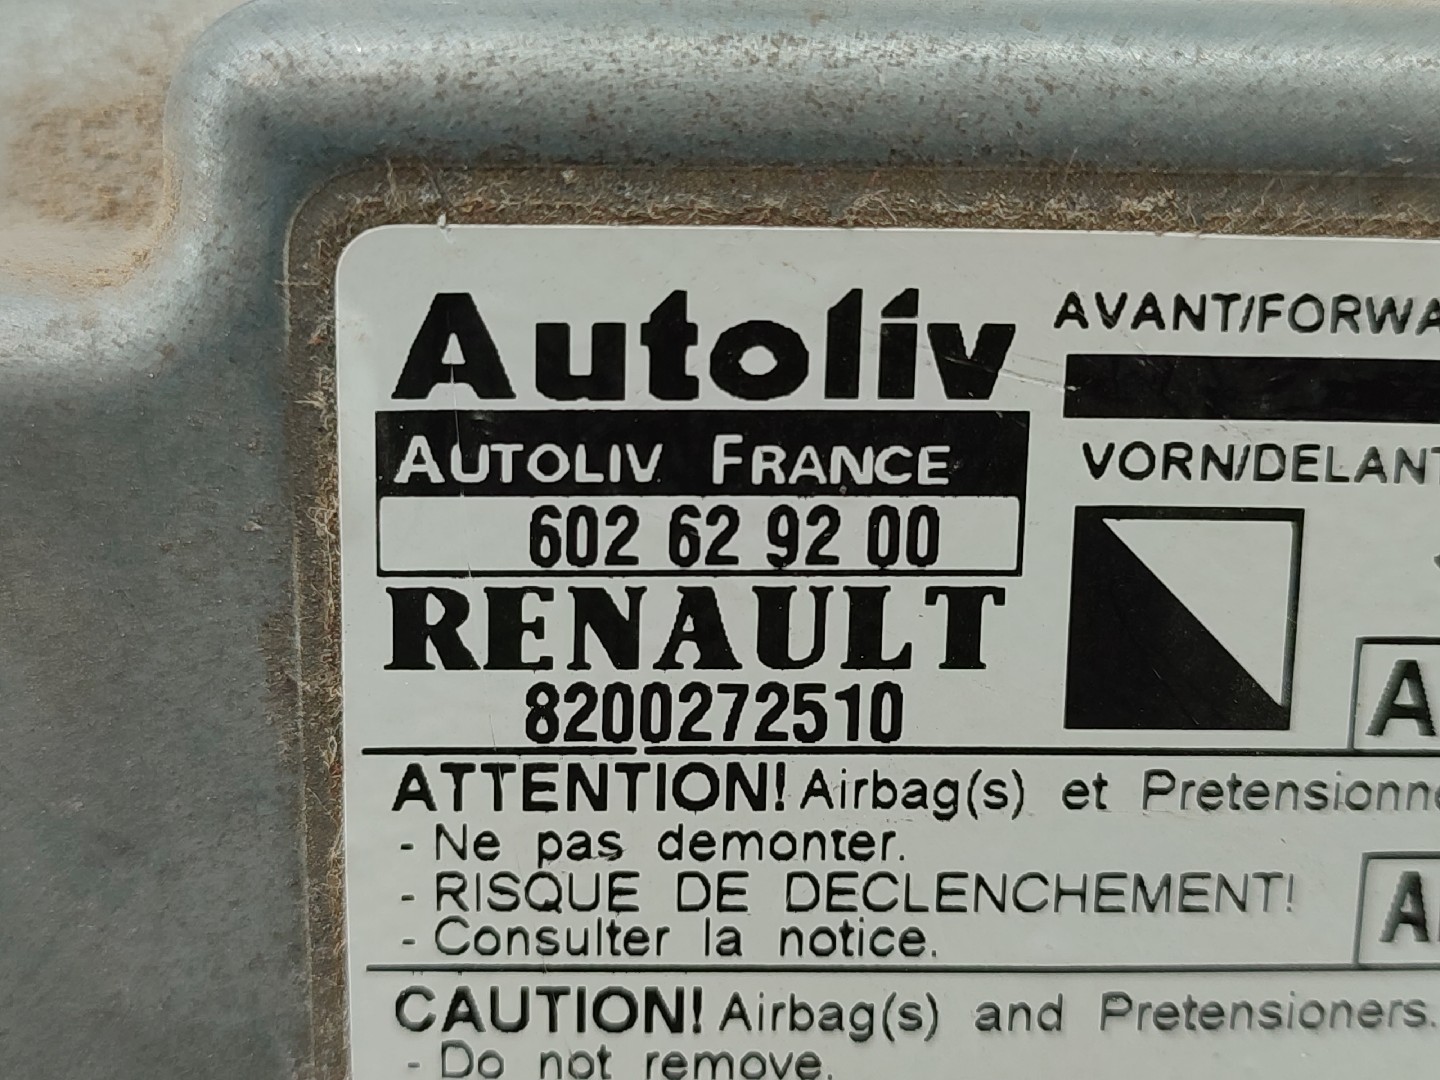 Autoliv
AUTOLIV FRANCE
602 62 92 00
RENAULT
8200272510
AVANT/FORWA
VORN/DELANT
A
ATTENTION! Airbag(s) et Pretensionne
- Ne pas demonter.
- RISQUE DE DECLENCHEMENT!
- Consulter la notice.
A
CAUTION! Airbag(s) and Pretensioners.
- Do not remove.